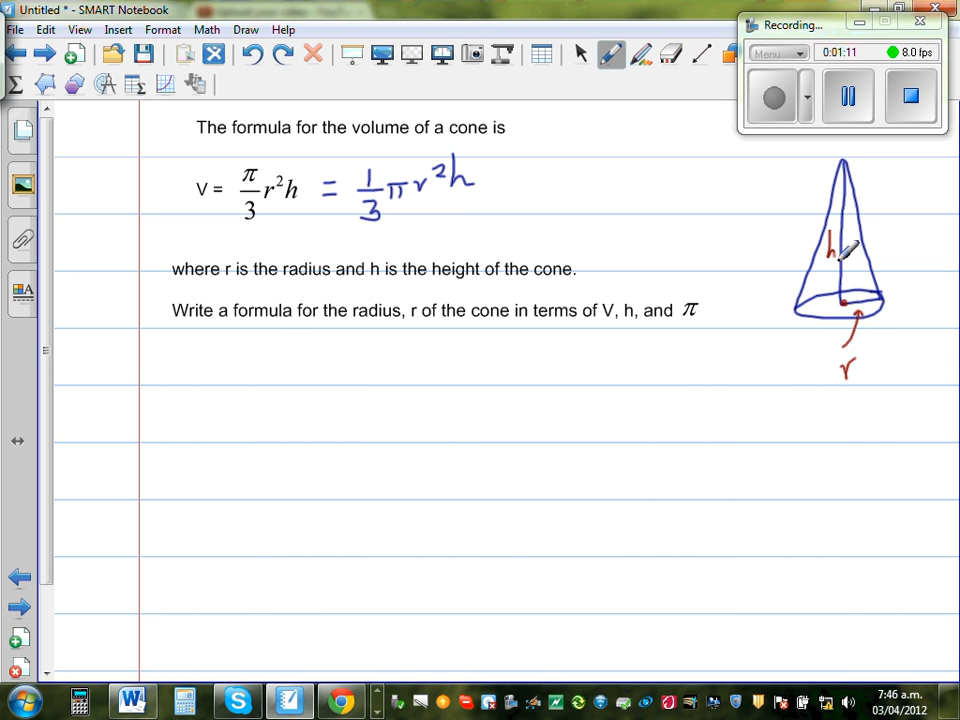 Untitled * - SMART Notebook
File Edit View Insert Format Math Draw Help
Recording...
Menu 0:01:11 8.0 fps
The formula for the volume of a cone is
V = π/3 r²h = 1/3 πr²h
h
where r is the radius and h is the height of the cone.
Write a formula for the radius, r of the cone in terms of V, h, and π
r
7:46 a.m.
03/04/2012